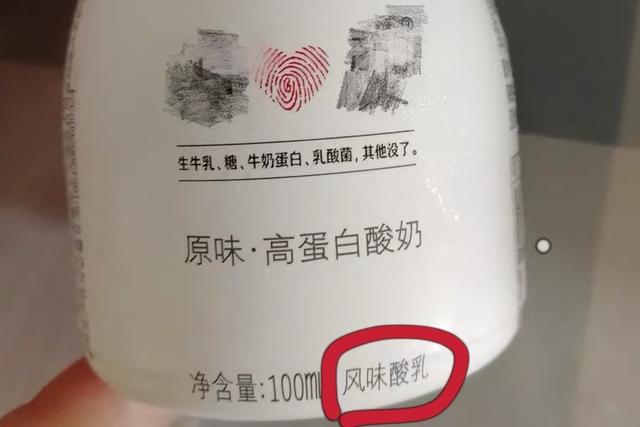 生牛乳、糖、牛奶蛋白、乳酸菌，其他没了。
原味·高蛋白酸奶
净含量:100mL 风味酸乳